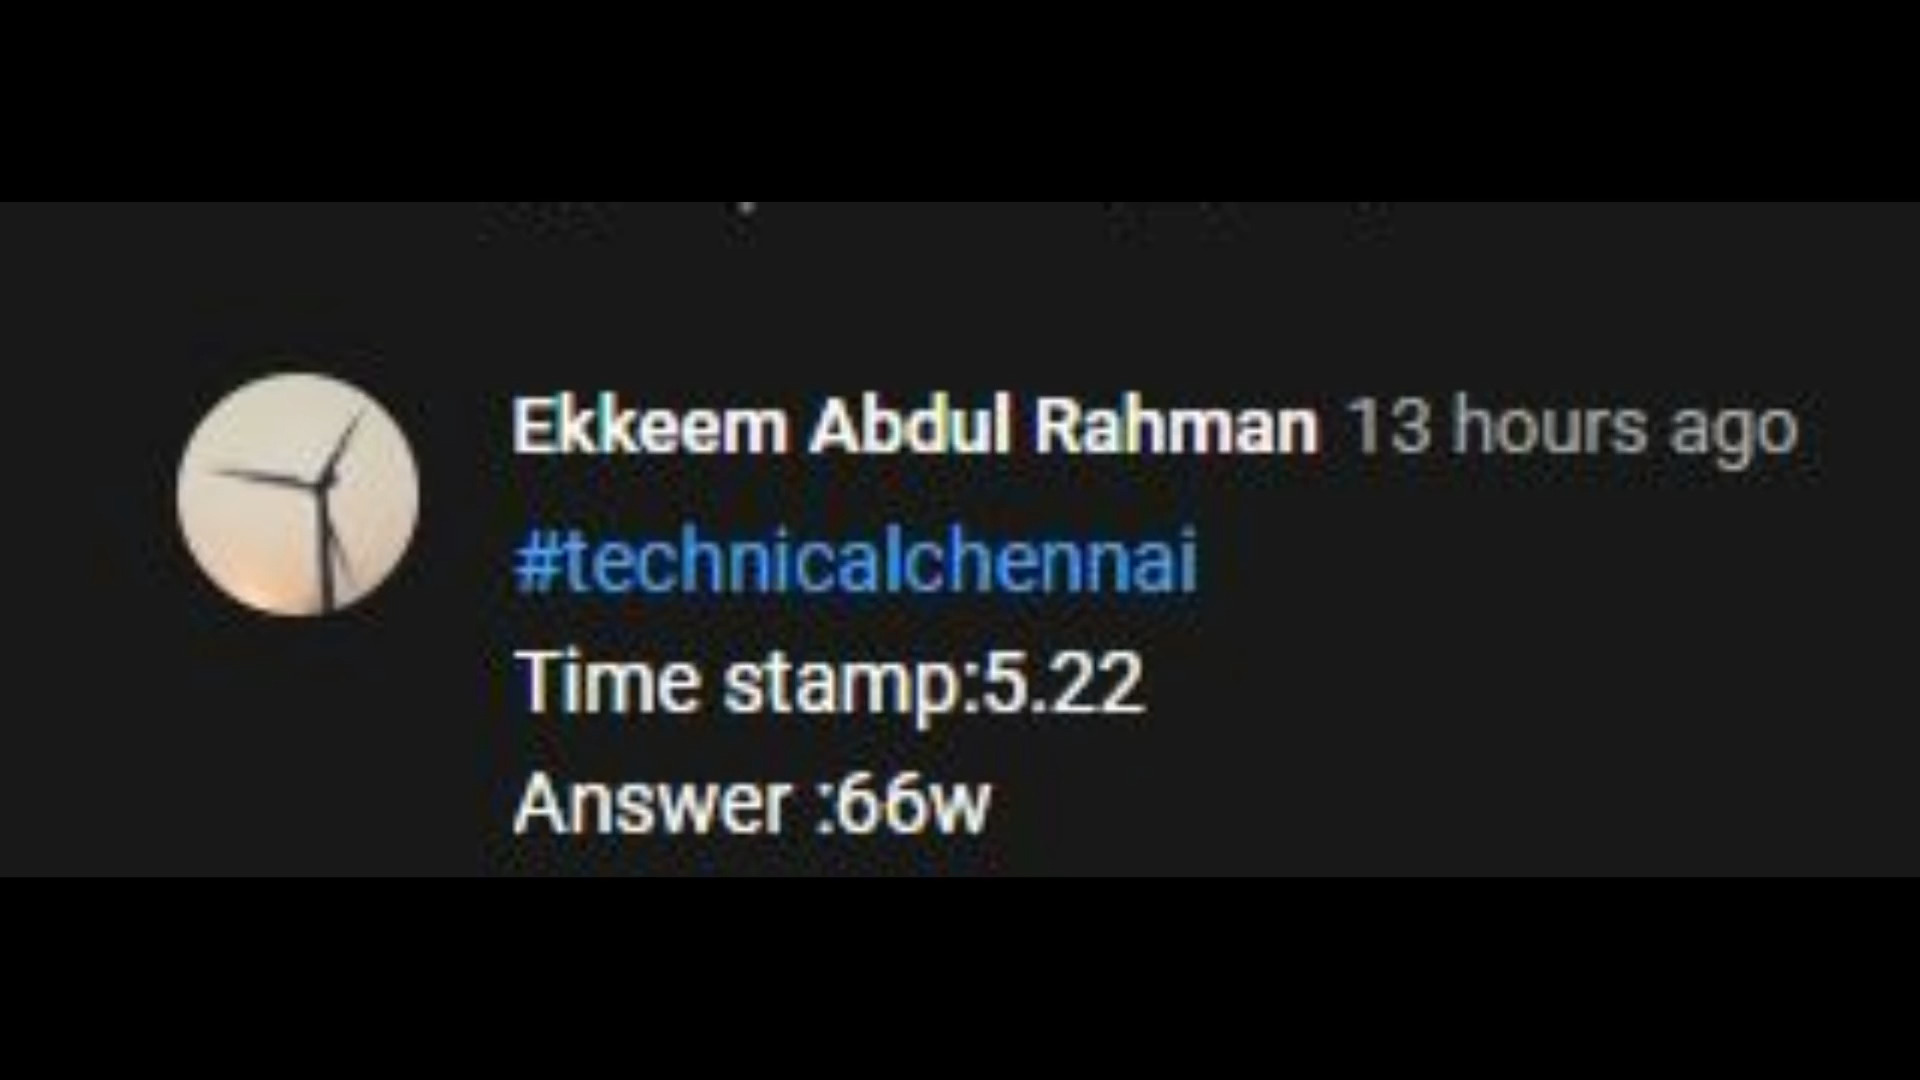 Ekkeem Abdul Rahman 13 hours ago
#technicalchennai
Time stamp:5.22
Answer :66w